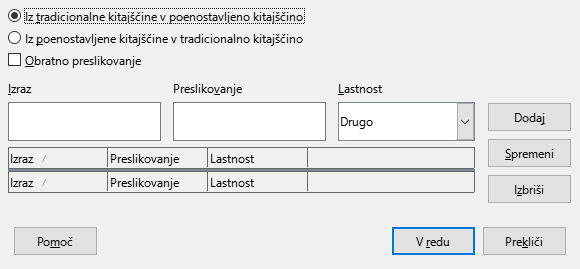 Iz tradicionalne kitajščine v poenostavljeno kitajščino
Iz poenostavljene kitajščine v tradicionalno kitajščino
Obratno preslikovanje
Izraz Preslikovanje Lastnost
Drugo Dodaj
Spremeni
Izraz Preslikovanje Lastnost
Izraz Preslikovanje Lastnost
Izbriši
Pomoč V redu Prekliči